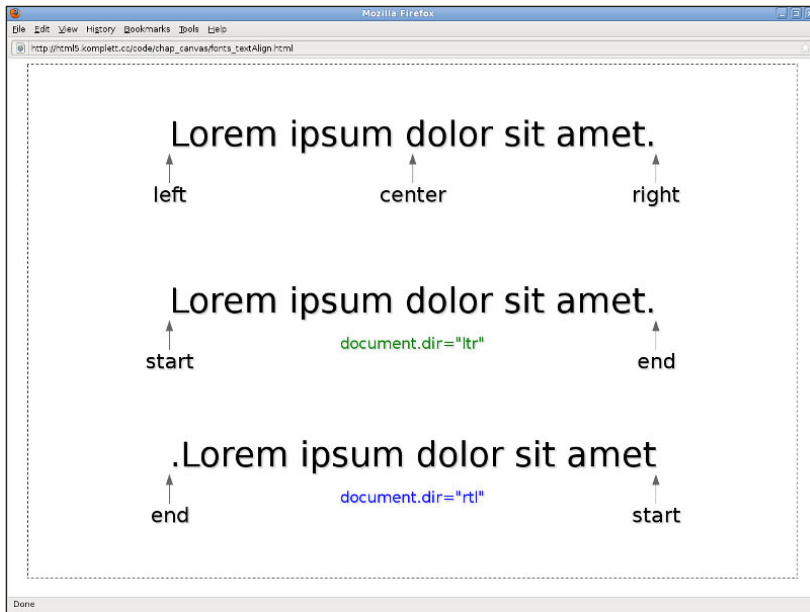 Mozilla Firefox
File Edit View History Bookmarks Tools Help
http://html5.komplett.cc/code/chap_canvas/fonts_textAlign.html
Lorem ipsum dolor sit amet.
left center right
Lorem ipsum dolor sit amet.
document.dir="ltr"
start end
.Lorem ipsum dolor sit amet
document.dir="rtl"
end start
Done